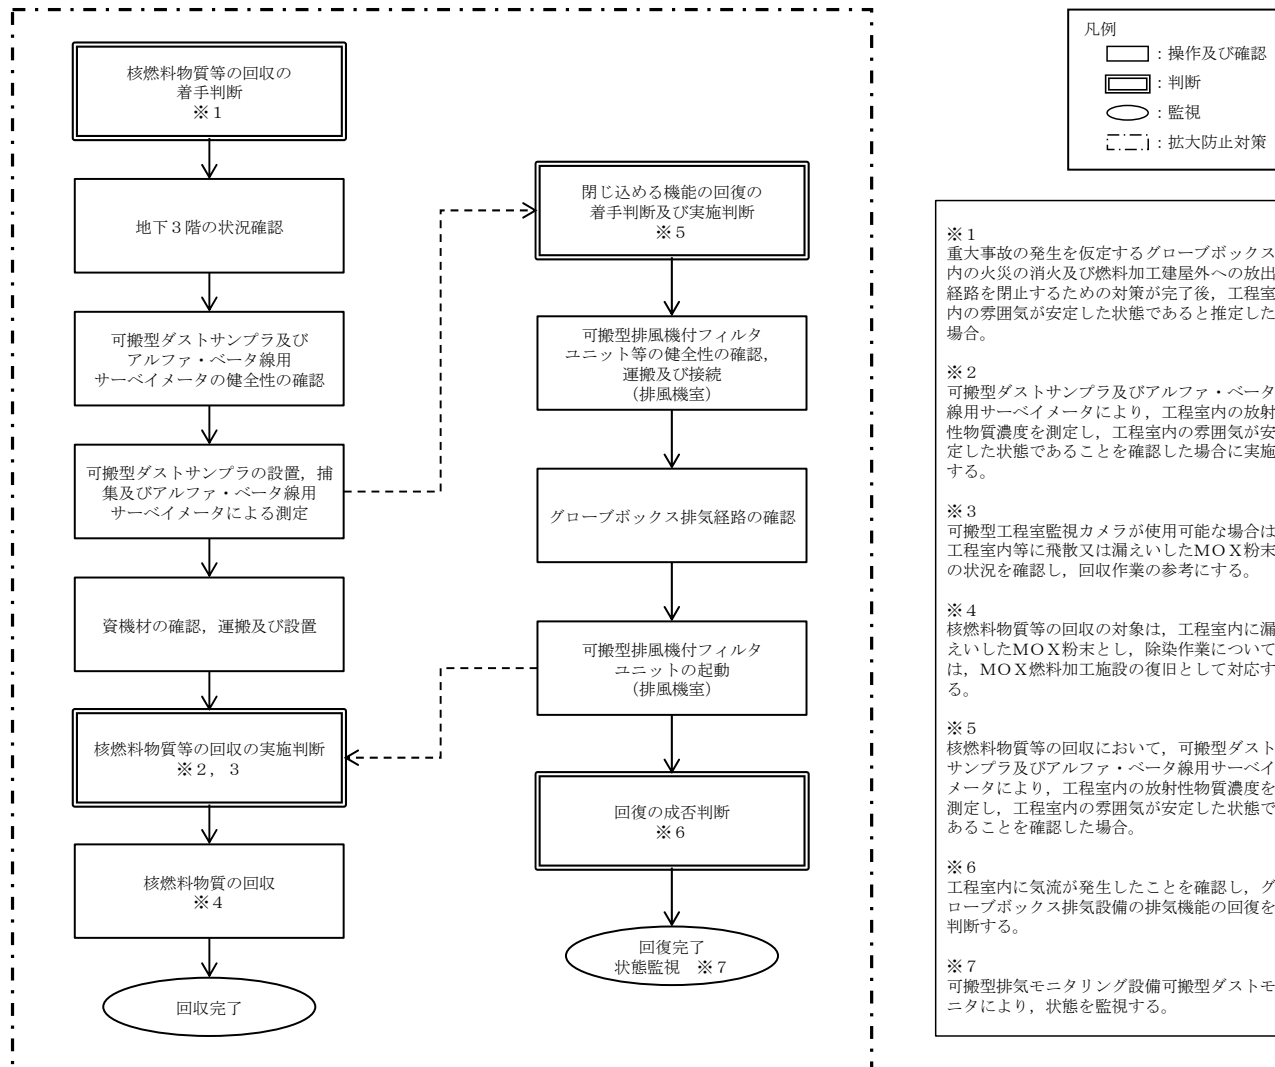 核燃料物質等の回収の
着手判断
※１
地下３階の状況確認
可搬型ダストサンプラ及び
アルファ・ベータ線用
サーベイメータの健全性の確認
可搬型ダストサンプラの設置，捕
集及びアルファ・ベータ線用
サーベイメータによる測定
資機材の確認，運搬及び設置
核燃料物質等の回収の実施判断
※２，３
核燃料物質の回収
※４
回収完了
閉じ込める機能の回復の
着手判断及び実施判断
※５
可搬型排風機付フィルタ
ユニット等の健全性の確認，
運搬及び接続
（排風機室）
グローブボックス排気経路の確認
可搬型排風機付フィルタ
ユニットの起動
（排風機室）
回復の成否判断
※６
回復完了
状態監視　※７
凡例
：操作及び確認
：判断
：監視
：拡大防止対策
※１
重大事故の発生を仮定するグローブボックス
内の火災の消火及び燃料加工建屋外への放出
経路を閉止するための対策が完了後，工程室
内の雰囲気が安定した状態であると推定した
場合。
※２
可搬型ダストサンプラ及びアルファ・ベータ
線用サーベイメータにより，工程室内の放射
性物質濃度を測定し，工程室内の雰囲気が安
定した状態であることを確認した場合に実施
する。
※３
可搬型工程室監視カメラが使用可能な場合は
工程室内等に飛散又は漏えいしたＭＯＸ粉末
の状況を確認し，回収作業の参考にする。
※４
核燃料物質等の回収の対象は，工程室内に漏
えいしたＭＯＸ粉末とし，除染作業について
は，ＭＯＸ燃料加工施設の復旧として対応す
る。
※５
核燃料物質等の回収において，可搬型ダスト
サンプラ及びアルファ・ベータ線用サーベイ
メータにより，工程室内の放射性物質濃度を
測定し，工程室内の雰囲気が安定した状態で
あることを確認した場合。
※６
工程室内に気流が発生したことを確認し，グ
ローブボックス排気設備の排気機能の回復を
判断する。
※７
可搬型排気モニタリング設備可搬型ダストモ
ニタにより，状態を監視する。